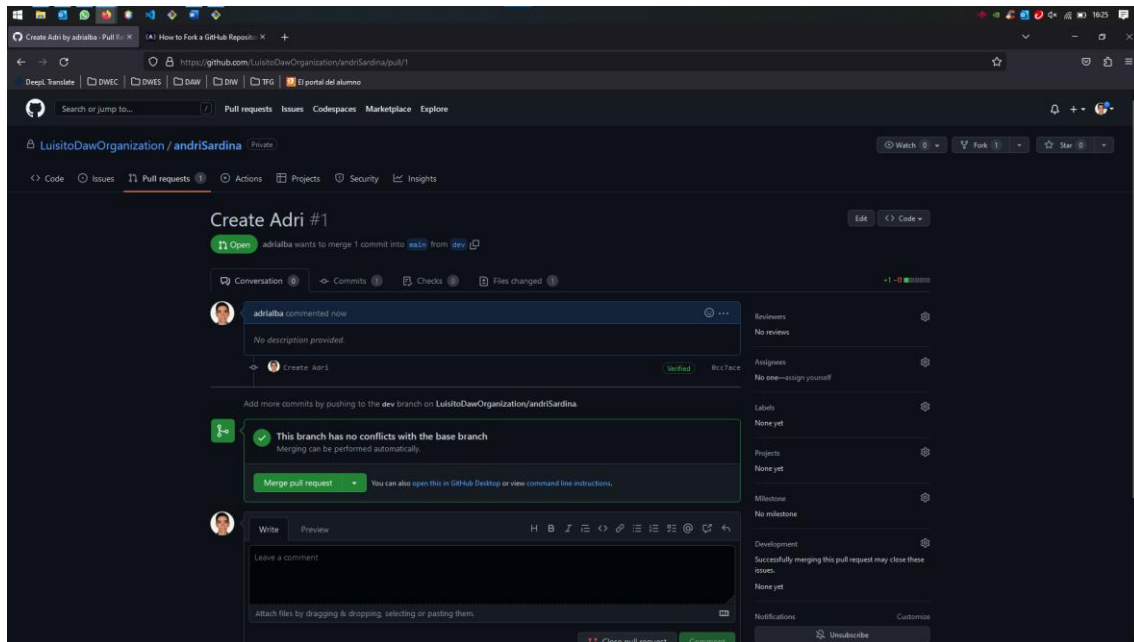 16:25
Create Adri by adrialba · Pull Re
How to Fork a GitHub Reposito
https://github.com/LuisitoDawOrganization/andriSardina/pull/1
DeepL Translate DWEC DWES DAW DIW TFG El portal del alumno
Search or jump to... / Pull requests Issues Codespaces Marketplace Explore
LuisitoDawOrganization / andriSardina Private
Watch 0 Fork 1 Star 0
Code Issues Pull requests 1 Actions Projects Security Insights
Create Adri #1
Edit <> Code
Open adrialba wants to merge 1 commit into main from dev
Conversation 0 Commits 1 Checks 0 Files changed 1
+1 −0
adrialba commented now
No description provided.
Create Adri Verified 0cc7ace
Add more commits by pushing to the dev branch on LuisitoDawOrganization/andriSardina.
This branch has no conflicts with the base branch
Merging can be performed automatically.
Merge pull request You can also open this in GitHub Desktop or view command line instructions.
Write Preview H B I
Leave a comment
Attach files by dragging & dropping, selecting or pasting them.
Close pull request Comment
Reviewers
No reviews
Assignees
No one—assign yourself
Labels
None yet
Projects
None yet
Milestone
No milestone
Development
Successfully merging this pull request may close these
issues.
None yet
Notifications Customize
Unsubscribe